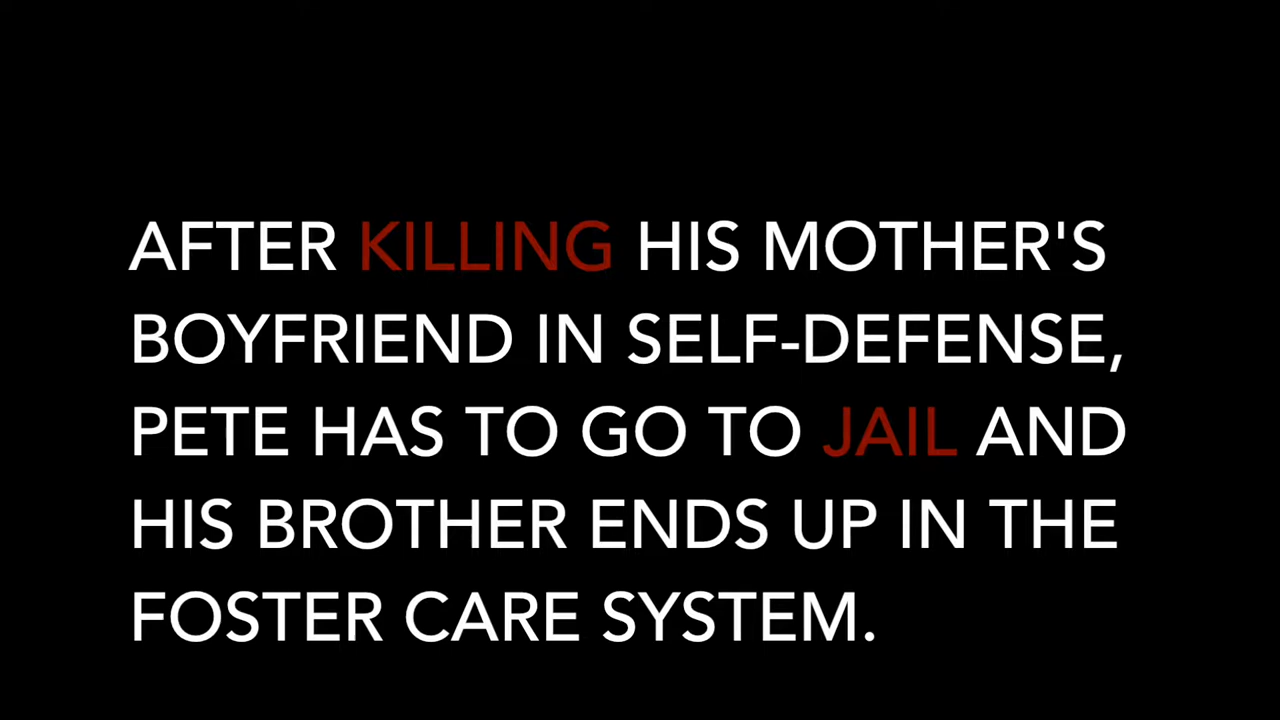 AFTER KILLING HIS MOTHER'S
BOYFRIEND IN SELF-DEFENSE,
PETE HAS TO GO TO JAIL AND
HIS BROTHER ENDS UP IN THE
FOSTER CARE SYSTEM.